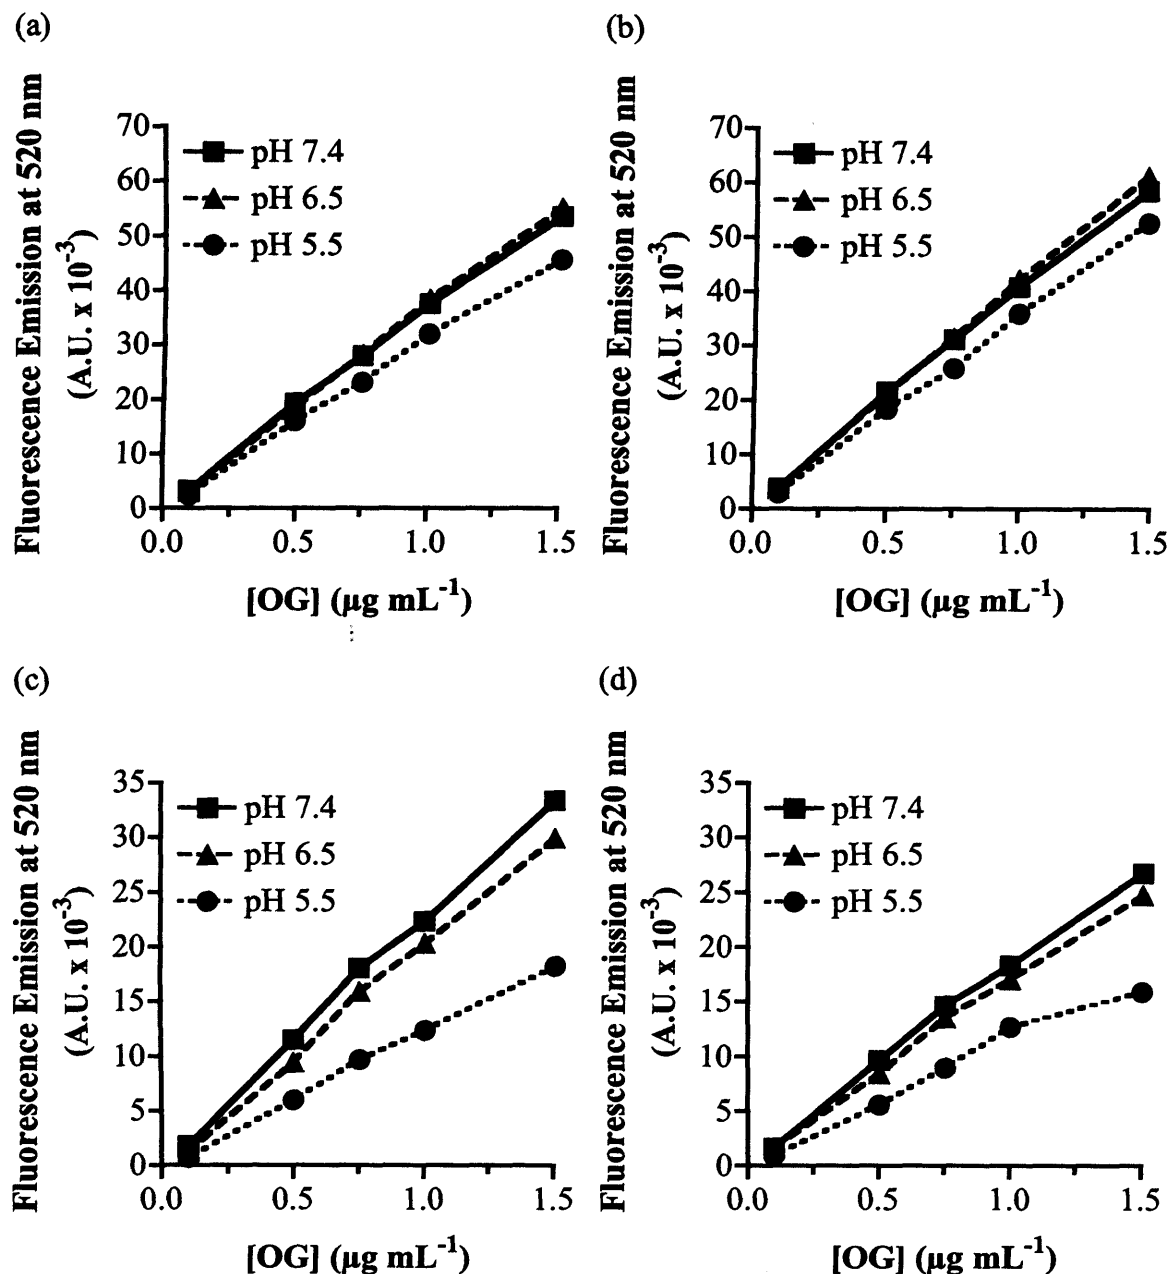 (a)
Fluorescence Emission at 520 nm
(A.U. x 10⁻³)
70
60
50
40
30
20
10
0
pH 7.4
pH 6.5
pH 5.5
0.0 0.5 1.0 1.5
[OG] (µg mL⁻¹)
(b)
Fluorescence Emission at 520 nm
(A.U. x 10⁻³)
70
60
50
40
30
20
10
0
pH 7.4
pH 6.5
pH 5.5
0.0 0.5 1.0 1.5
[OG] (µg mL⁻¹)
(c)
Fluorescence Emission at 520 nm
(A.U. x 10⁻³)
35
30
25
20
15
10
5
0
pH 7.4
pH 6.5
pH 5.5
0.0 0.5 1.0 1.5
[OG] (µg mL⁻¹)
(d)
Fluorescence Emission at 520 nm
(A.U. x 10⁻³)
35
30
25
20
15
10
5
0
pH 7.4
pH 6.5
pH 5.5
0.0 0.5 1.0 1.5
[OG] (µg mL⁻¹)